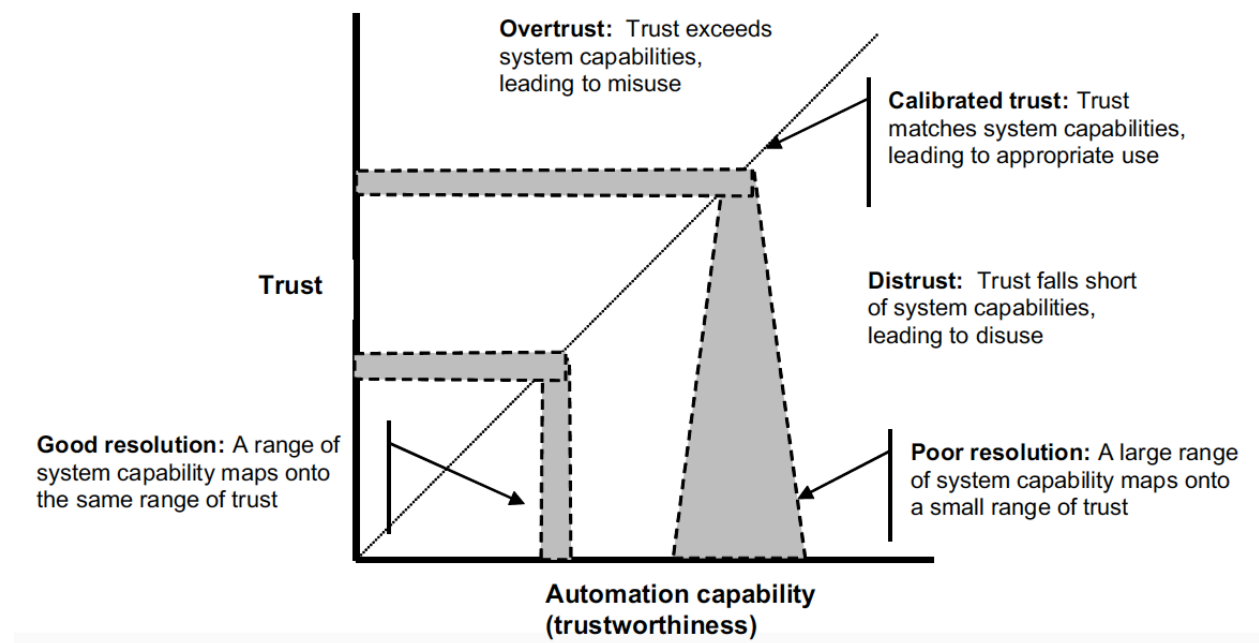 Overtrust: Trust exceeds
system capabilities,
leading to misuse
Calibrated trust: Trust
matches system capabilities,
leading to appropriate use
Trust
Distrust: Trust falls short
of system capabilities,
leading to disuse
Good resolution: A range of
system capability maps onto
the same range of trust
Poor resolution: A large range
of system capability maps onto
a small range of trust
Automation capability
(trustworthiness)